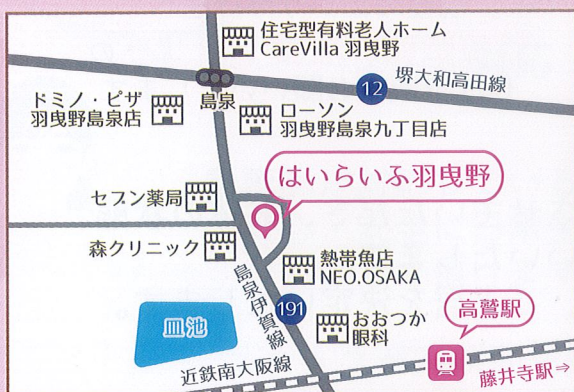 住宅型有料老人ホーム
CareVilla 羽曳野
堺大和高田線
12
ドミノ・ピザ
羽曳野島泉店
島泉
ローソン
羽曳野島泉九丁目店
はいらいふ羽曳野
セブン薬局
森クリニック
熱帯魚店
NEO.OSAKA
島泉伊賀線
191
おおつか
眼科
皿池
高鷲駅
近鉄南大阪線
藤井寺駅⇒